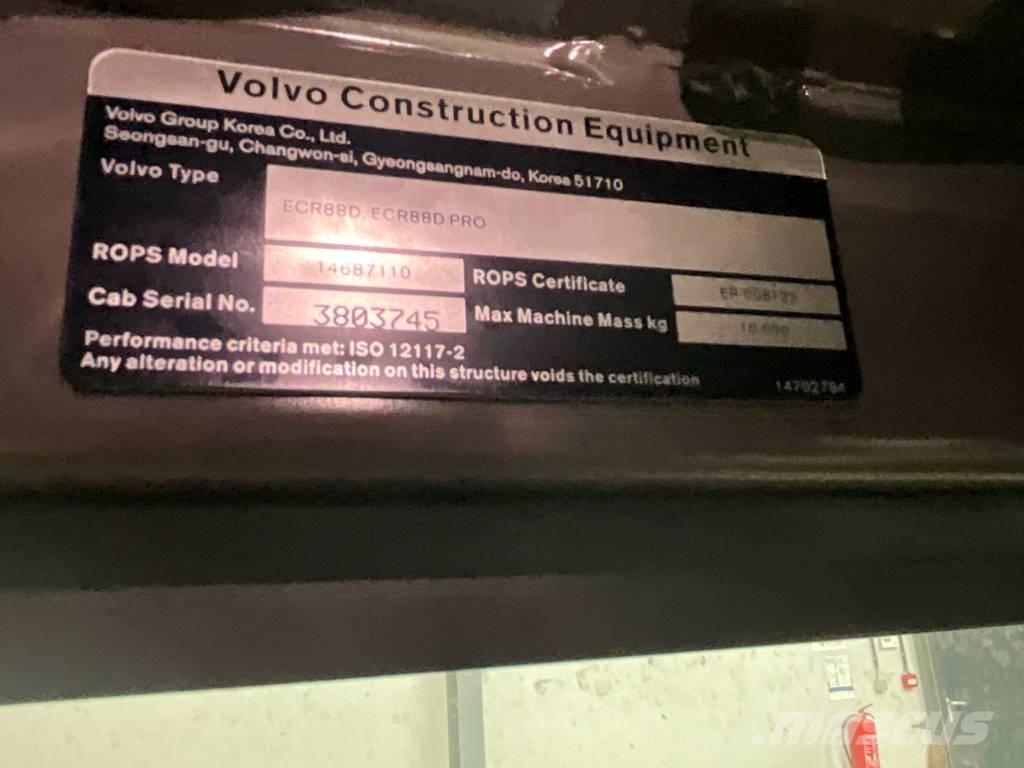 Volvo Construction Equipment
Volvo Group Korea Co., Ltd.
Seongsan-gu, Changwon-si, Gyeongsangnam-do, Korea 51710
Volvo Type
ECR88D, ECR88D PRO
ROPS Model 14687110 ROPS Certificate
Cab Serial No. 3803745 Max Machine Mass kg
Performance criteria met: ISO 12117-2
Any alteration or modification on this structure voids the certification
mascus